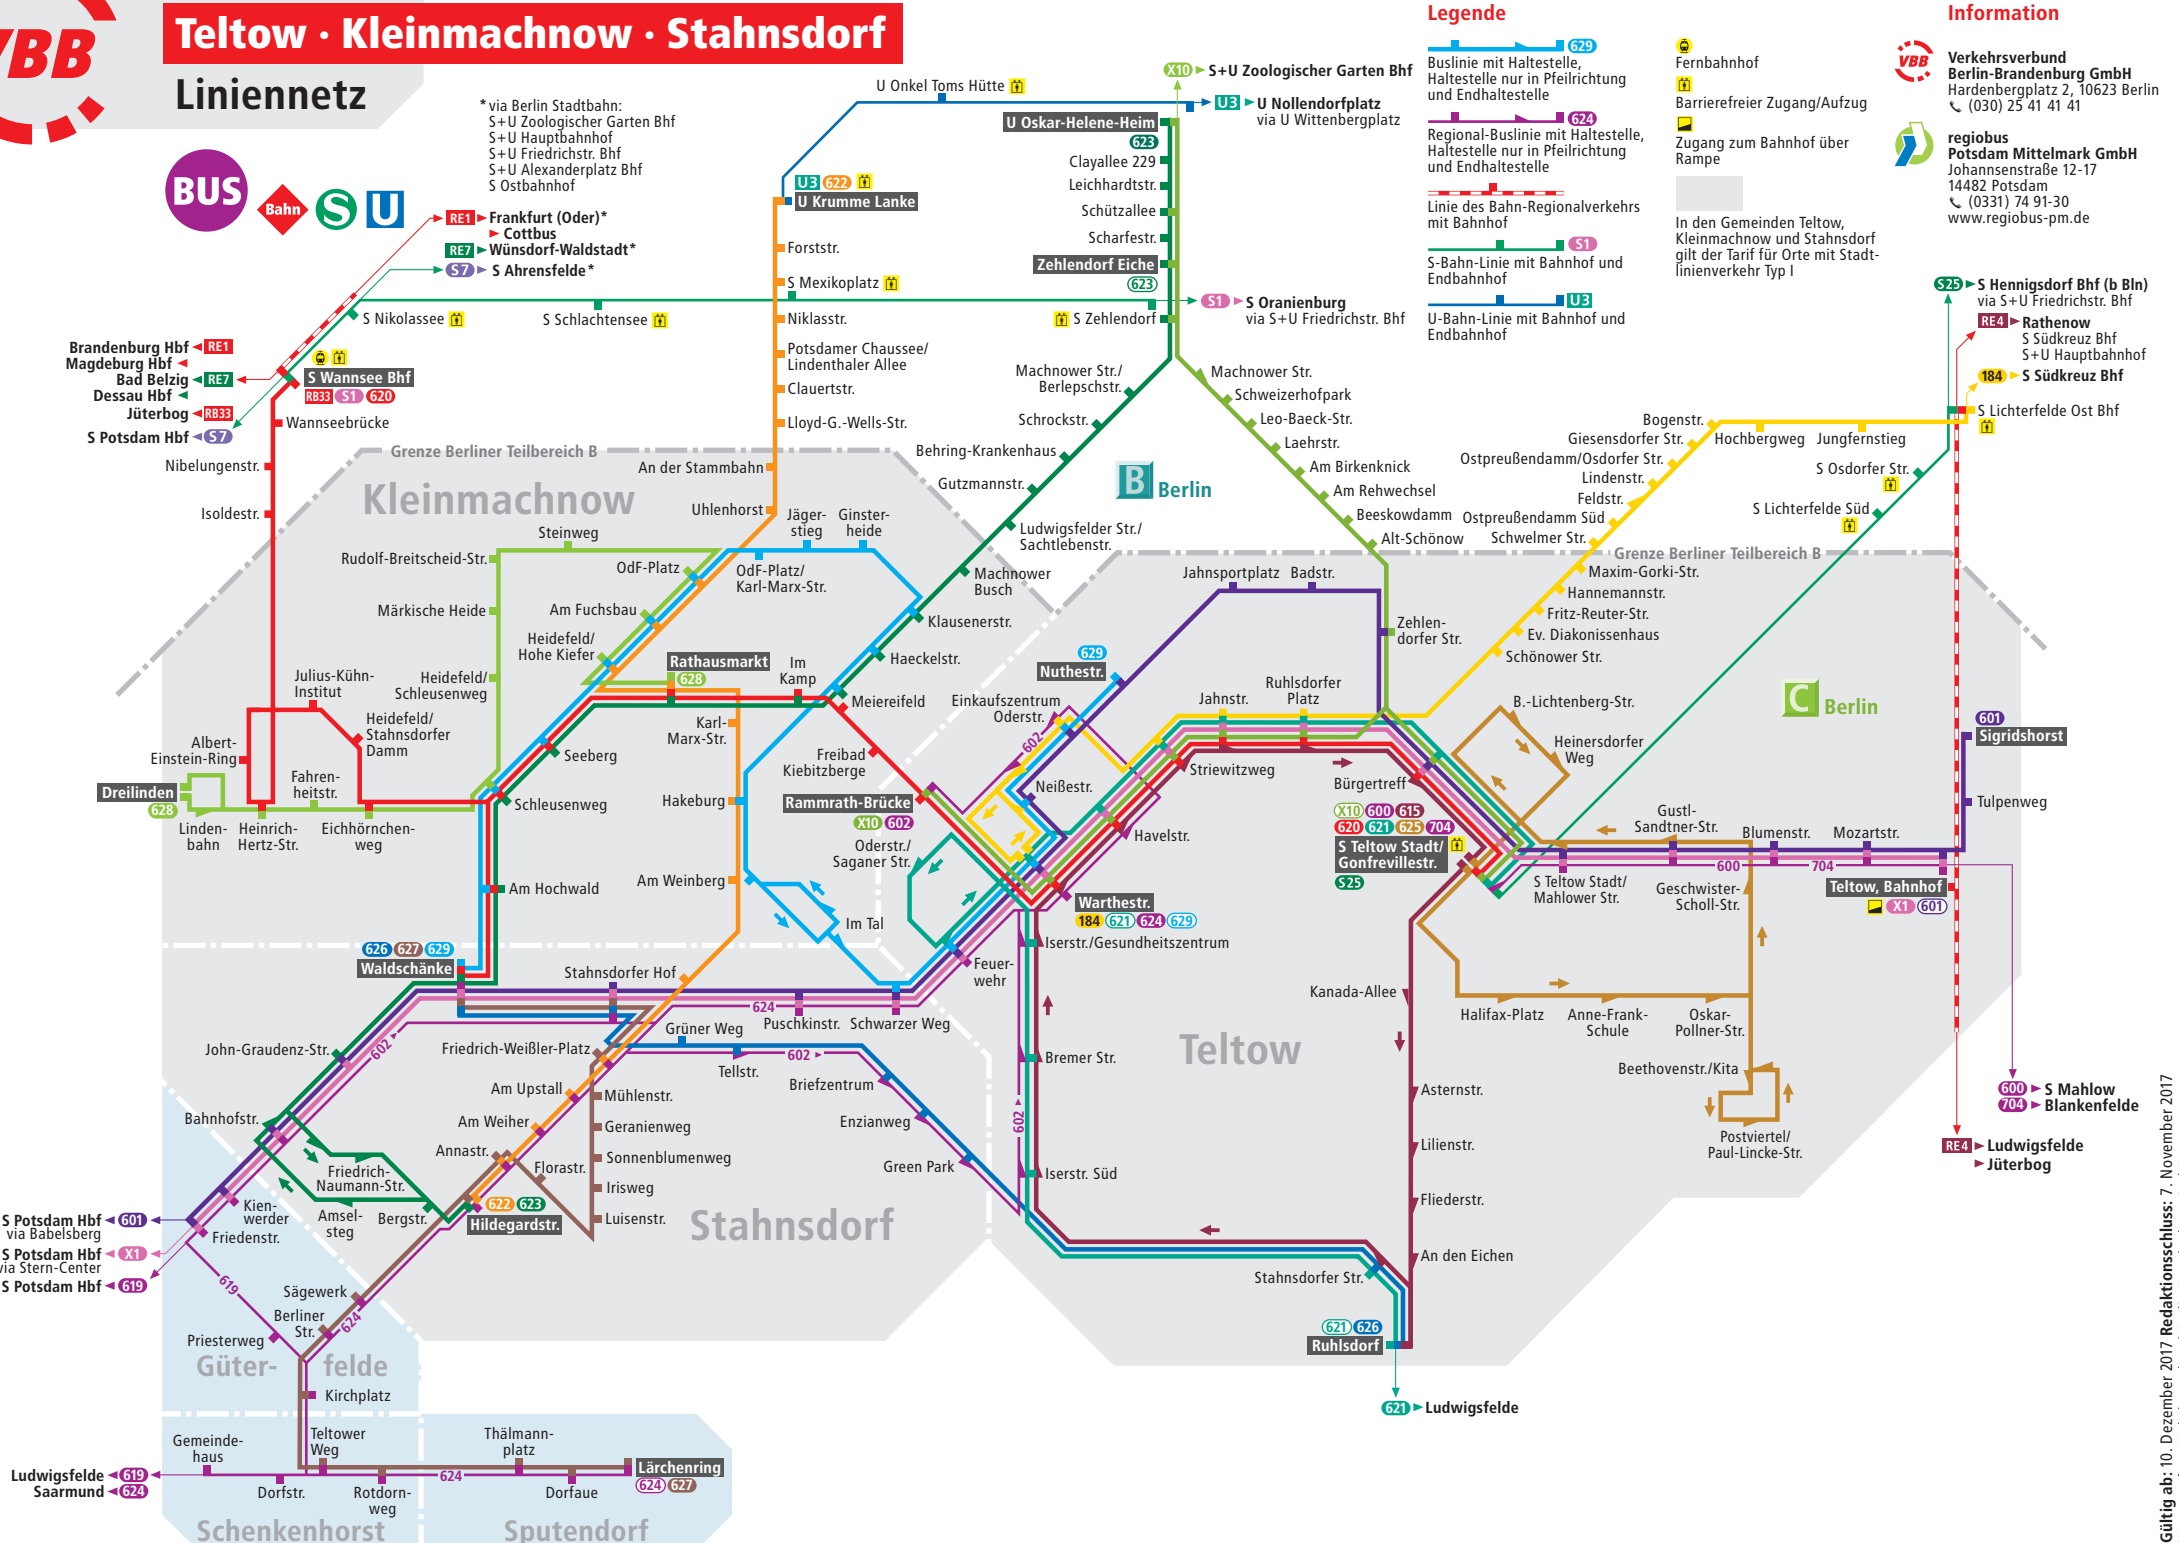 VBB
Teltow · Kleinmachnow · Stahnsdorf
Liniennetz
BUS
Bahn
S
U
* via Berlin Stadtbahn:
S+U Zoologischer Garten Bhf
S+U Hauptbahnhof
S+U Friedrichstr. Bhf
S+U Alexanderplatz Bhf
S Ostbahnhof
RE1 Frankfurt (Oder)*
Cottbus
RE7 Wünsdorf-Waldstadt*
S7 S Ahrensfelde*
Brandenburg Hbf RE1
Magdeburg Hbf
Bad Belzig RE7
Dessau Hbf
Jüterbog RB33
S Potsdam Hbf S7
S Wannsee Bhf
RB33 S1 620
Wannseebrücke
Nibelungenstr.
Isoldestr.
S Nikolassee
S Schlachtensee
U Onkel Toms Hütte
U3 622
U Krumme Lanke
Forststr.
S Mexikoplatz
Niklasstr.
Potsdamer Chaussee/
Lindenthaler Allee
Clauertstr.
Lloyd-G.-Wells-Str.
An der Stammbahn
Uhlenhorst
X10 S+U Zoologischer Garten Bhf
U3 U Nollendorfplatz
via U Wittenbergplatz
U Oskar-Helene-Heim
623
Clayallee 229
Leichhardtstr.
Schützallee
Scharfestr.
Zehlendorf Eiche
623
S Zehlendorf
S1 S Oranienburg
via S+U Friedrichstr. Bhf
Machnower Str./
Berlepschstr.
Schrockstr.
Behring-Krankenhaus
Gutzmannstr.
Ludwigsfelder Str./
Sachtlebenstr.
Machnower
Busch
Klausenerstr.
Haeckelstr.
Meiereifeld
Machnower Str.
Schweizerhofpark
Leo-Baeck-Str.
Laehrstr.
Am Birkenknick
Am Rehwechsel
Beeskowdamm
Alt-Schönow
B Berlin
Legende
629
Buslinie mit Haltestelle,
Haltestelle nur in Pfeilrichtung
und Endhaltestelle
624
Regional-Buslinie mit Haltestelle,
Haltestelle nur in Pfeilrichtung
und Endhaltestelle
Linie des Bahn-Regionalverkehrs
mit Bahnhof
S1
S-Bahn-Linie mit Bahnhof und
Endbahnhof
U3
U-Bahn-Linie mit Bahnhof und
Endbahnhof
Fernbahnhof
Barrierefreier Zugang/Aufzug
Zugang zum Bahnhof über
Rampe
In den Gemeinden Teltow,
Kleinmachnow und Stahnsdorf
gilt der Tarif für Orte mit Stadt-
linienverkehr Typ I
Information
VBB
Verkehrsverbund
Berlin-Brandenburg GmbH
Hardenbergplatz 2, 10623 Berlin
(030) 25 41 41 41
regiobus
Potsdam Mittelmark GmbH
Johannsenstraße 12-17
14482 Potsdam
(0331) 74 91-30
www.regiobus-pm.de
S25 S Hennigsdorf Bhf (b Bln)
via S+U Friedrichstr. Bhf
RE4 Rathenow
S Südkreuz Bhf
S+U Hauptbahnhof
184 S Südkreuz Bhf
S Lichterfelde Ost Bhf
Bogenstr.
Hochbergweg
Jungfernstieg
Giesensdorfer Str.
Ostpreußendamm/Osdorfer Str.
Lindenstr.
Feldstr.
Ostpreußendamm Süd
Schwelmer Str.
S Osdorfer Str.
S Lichterfelde Süd
Grenze Berliner Teilbereich B
Maxim-Gorki-Str.
Hannemannstr.
Fritz-Reuter-Str.
Ev. Diakonissenhaus
Schönower Str.
C Berlin
Grenze Berliner Teilbereich B
Kleinmachnow
Steinweg
Rudolf-Breitscheid-Str.
Märkische Heide
Heidefeld/
Schleusenweg
OdF-Platz
Am Fuchsbau
Heidefeld/
Hohe Kiefer
OdF-Platz/
Karl-Marx-Str.
Jäger-
stieg
Ginster-
heide
Rathausmarkt
628
Im
Kamp
Karl-
Marx-Str.
Hakeburg
Am Weinberg
Im Tal
Freibad
Kiebitzberge
Seeberg
Schleusenweg
Am Hochwald
Julius-Kühn-
Institut
Heidefeld/
Stahnsdorfer
Damm
Albert-
Einstein-Ring
Dreilinden
628
Linden-
bahn
Heinrich-
Hertz-Str.
Fahren-
heitstr.
Eichhörnchen-
weg
626 627 629
Waldschänke
Jahnsportplatz
Badstr.
Zehlen-
dorfer Str.
629
Nuthestr.
Einkaufszentrum
Oderstr.
602
Neißestr.
Rammrath-Brücke
X10 602
Oderstr./
Saganer Str.
Jahnstr.
Ruhlsdorfer
Platz
Striewitzweg
Havelstr.
Warthestr.
184 621 624 629
Iserstr./Gesundheitszentrum
Feuer-
wehr
Bürgertreff
X10 600 615
620 621 625 704
S Teltow Stadt/
Gonfrevillestr.
S25
B.-Lichtenberg-Str.
Heinersdorfer
Weg
Gustl-
Sandtner-Str.
Blumenstr.
Mozartstr.
600
704
S Teltow Stadt/
Mahlower Str.
Geschwister-
Scholl-Str.
Teltow, Bahnhof
X1 601
601
Sigridshorst
Tulpenweg
Kanada-Allee
Halifax-Platz
Anne-Frank-
Schule
Oskar-
Pollner-Str.
Beethovenstr./Kita
Postviertel/
Paul-Lincke-Str.
Teltow
Asternstr.
Lilienstr.
Fliederstr.
An den Eichen
Stahnsdorfer Str.
621 626
Ruhlsdorf
621 Ludwigsfelde
600 S Mahlow
704 Blankenfelde
RE4 Ludwigsfelde
Jüterbog
Bremer Str.
602
Iserstr. Süd
Stahnsdorfer Hof
624
Puschkinstr.
Schwarzer Weg
Grüner Weg
Tellstr.
602
Briefzentrum
Enzianweg
Green Park
John-Graudenz-Str.
602
Friedrich-Weißler-Platz
Am Upstall
Am Weiher
Annastr.
Florastr.
Mühlenstr.
Geranienweg
Sonnenblumenweg
Irisweg
Luisenstr.
Stahnsdorf
Bahnhofstr.
Friedrich-
Naumann-Str.
Amsel-
steg
Bergstr.
622 623
Hildegardstr.
Kien-
werder
Friedenstr.
S Potsdam Hbf 601
via Babelsberg
S Potsdam Hbf X1
via Stern-Center
S Potsdam Hbf 619
619
Sägewerk
Berliner
Str.
624
Priesterweg
Güter-
felde
Kirchplatz
Gemeinde-
haus
Teltower
Weg
Thälmann-
platz
Dorfstr.
Rotdorn-
weg
624
Dorfaue
Lärchenring
624 627
Ludwigsfelde 619
Saarmund 624
Schenkenhorst
Sputendorf
Gültig ab: 10. Dezember 2017 Redaktionsschluss: 7. November 2017